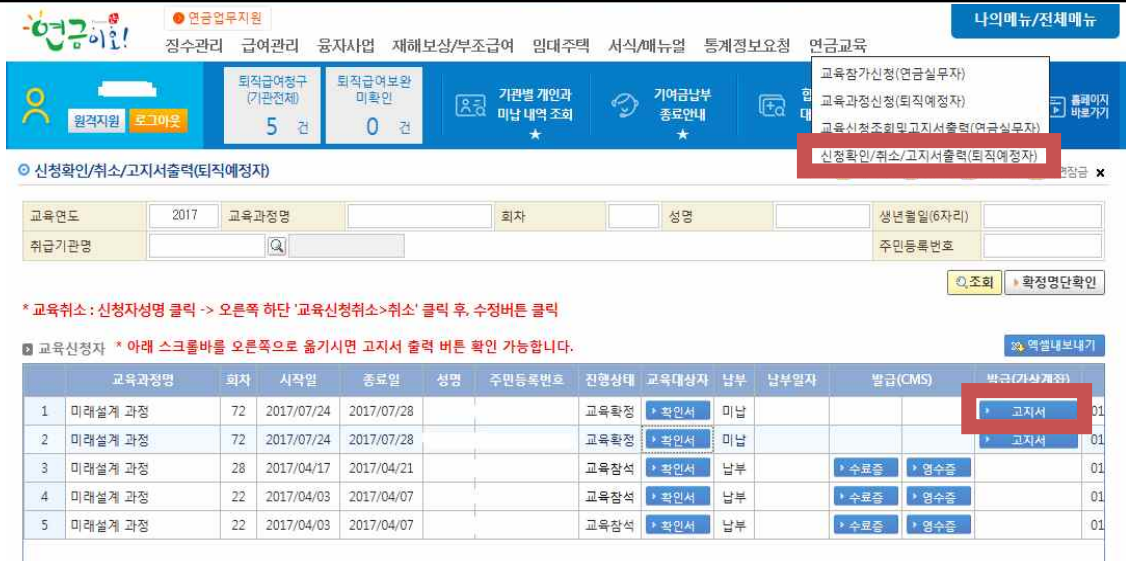 연금이호!
연금업무지원
나의메뉴/전체메뉴
징수관리 급여관리 융자사업 재해보상/부조급여 임대주택 서식/매뉴얼 통계정보요청 연금교육
원격지원 로그아웃
퇴직급여청구
(기관전체)
5 건
퇴직급여보완
미확인
0 건
기관별 개인과
미납 내역 조회
★
기여금납부
종료안내
★
홈페이지
바로가기
교육참가신청(연금실무자)
교육과정신청(퇴직예정자)
교육신청조회및고지서출력(연금실무자)
신청확인/취소/고지서출력(퇴직예정자)
신청확인/취소/고지서출력(퇴직예정자)
면잠금 ×
교육연도 2017 교육과정명 회차 성명 생년월일(6자리)
취급기관명 주민등록번호
조회 확정명단확인
* 교육취소 : 신청자성명 클릭 -> 오른쪽 하단 '교육신청취소>취소' 클릭 후, 수정버튼 클릭
교육신청자 * 아래 스크롤바를 오른쪽으로 옮기시면 고지서 출력 버튼 확인 가능합니다.
엑셀내보내기
교육과정명 회차 시작일 종료일 성명 주민등록번호 진행상태 교육대상자 납부 납부일자 발급(CMS) 발급(가상계좌)
1 미래설계 과정 72 2017/07/24 2017/07/28 교육확정 확인서 미납 고지서 01
2 미래설계 과정 72 2017/07/24 2017/07/28 교육확정 확인서 미납 고지서 01
3 미래설계 과정 28 2017/04/17 2017/04/21 교육참석 확인서 납부 수료증 영수증 01
4 미래설계 과정 22 2017/04/03 2017/04/07 교육참석 확인서 납부 수료증 영수증 01
5 미래설계 과정 22 2017/04/03 2017/04/07 교육참석 확인서 납부 수료증 영수증 01